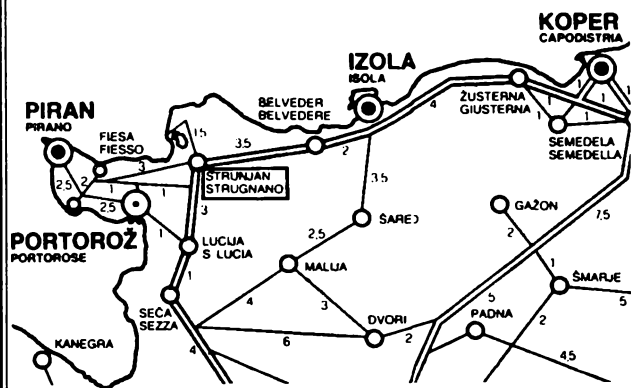 KOPER
CAPODISTRIA
IZOLA
ISOLA
BELVEDER
BELVEDERE
ŽUSTERNA
GIUSTERNA
SEMEDELA
SEMEDELLA
PIRAN
PIRANO
FIESA
FIESSO
STRUNJAN
STRUGNANO
PORTOROŽ
PORTOROSE
LUCIJA
S LUCIA
ŠARED
GAŽON
MALIJA
ŠMARJE
SEČA
SEZZA
DVORI
PADNA
KANEGRA
1,5
3,5
2
4
1
1
1
1
1
3
2,5
2
1
2,5
1
3
3,5
7,5
2,5
2
1
1
4
3
5
5
6
2
2
4
4,5